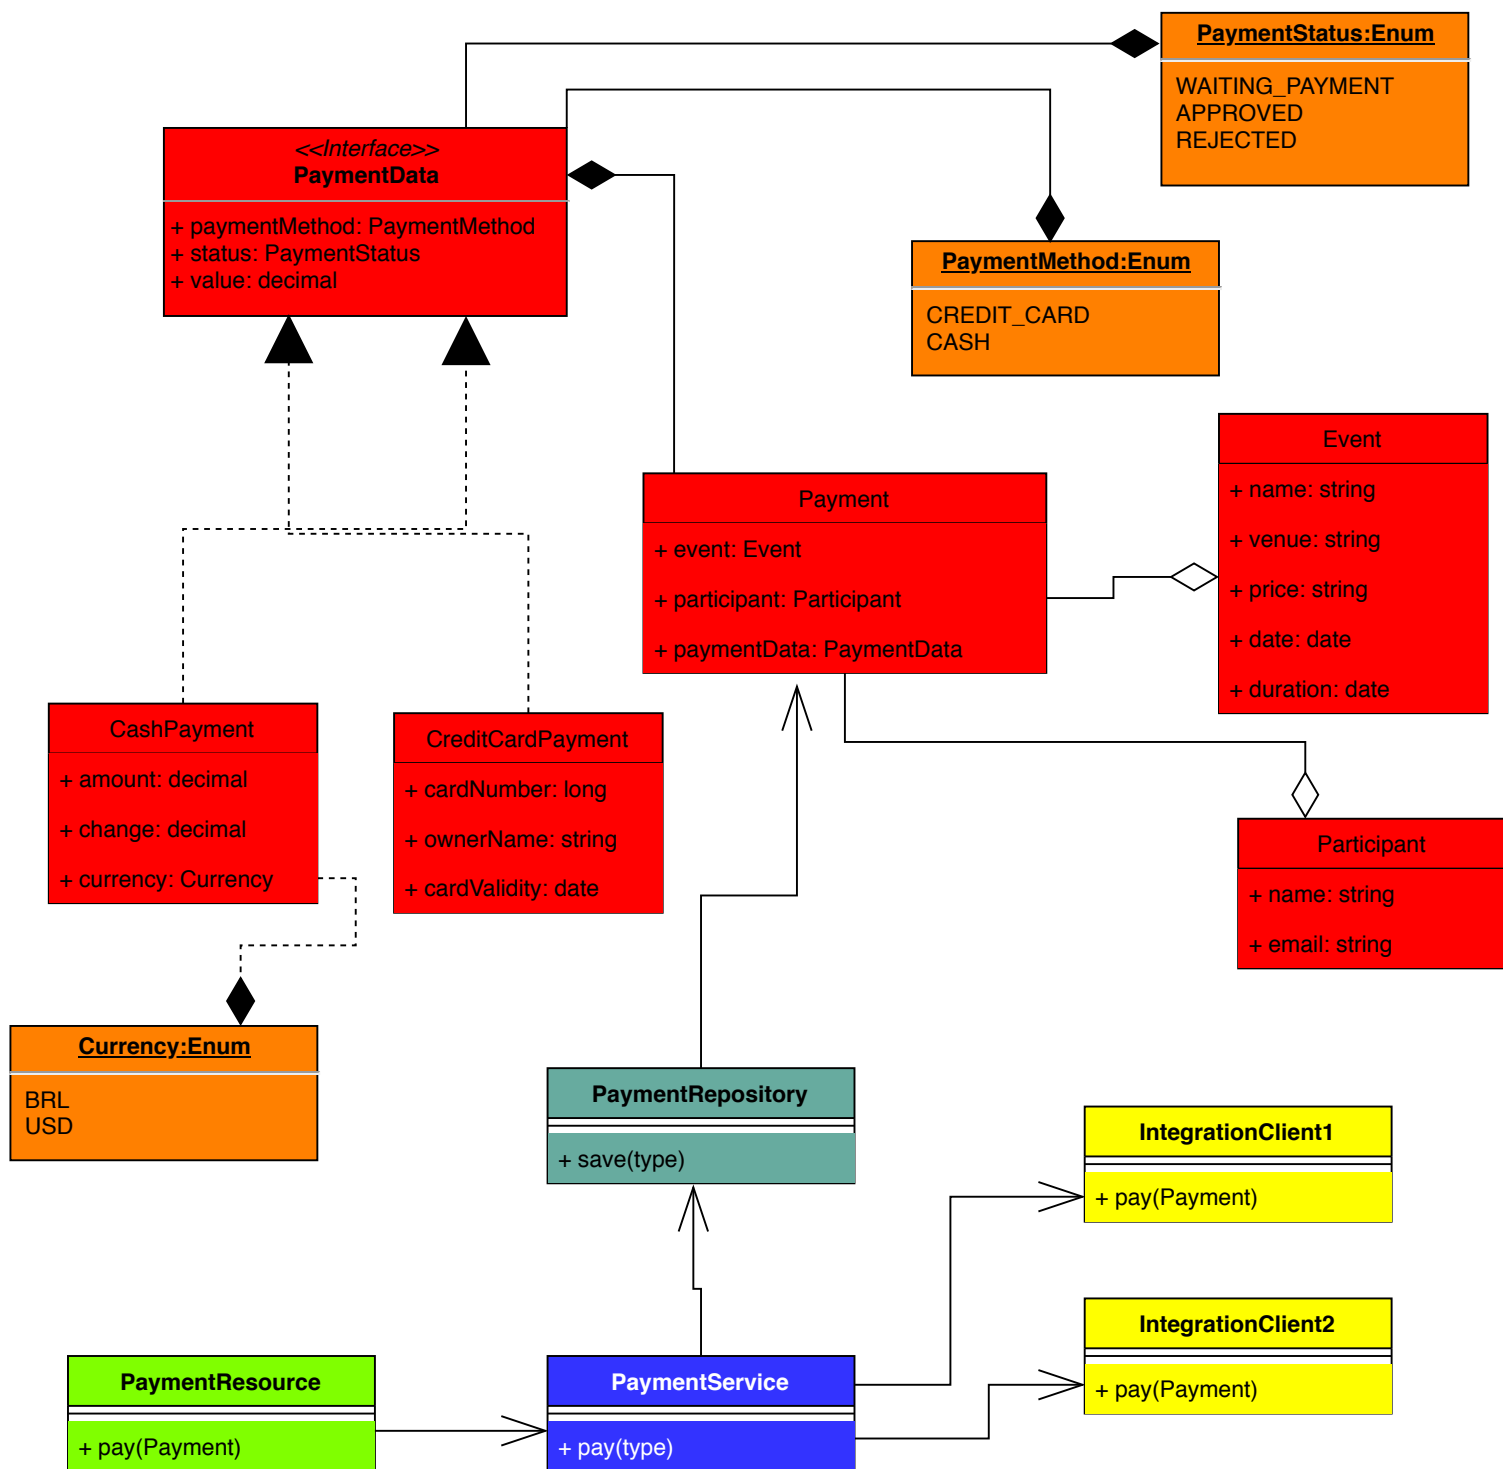 PaymentStatus:Enum
WAITING_PAYMENT
APPROVED
REJECTED
<<Interface>>
PaymentData
+ paymentMethod: PaymentMethod
+ status: PaymentStatus
+ value: decimal
PaymentMethod:Enum
CREDIT_CARD
CASH
Event
+ name: string
+ venue: string
+ price: string
+ date: date
+ duration: date
Payment
+ event: Event
+ participant: Participant
+ paymentData: PaymentData
CashPayment
+ amount: decimal
+ change: decimal
+ currency: Currency
CreditCardPayment
+ cardNumber: long
+ ownerName: string
+ cardValidity: date
Participant
+ name: string
+ email: string
Currency:Enum
BRL
USD
PaymentRepository
+ save(type)
IntegrationClient1
+ pay(Payment)
IntegrationClient2
+ pay(Payment)
PaymentResource
+ pay(Payment)
PaymentService
+ pay(type)